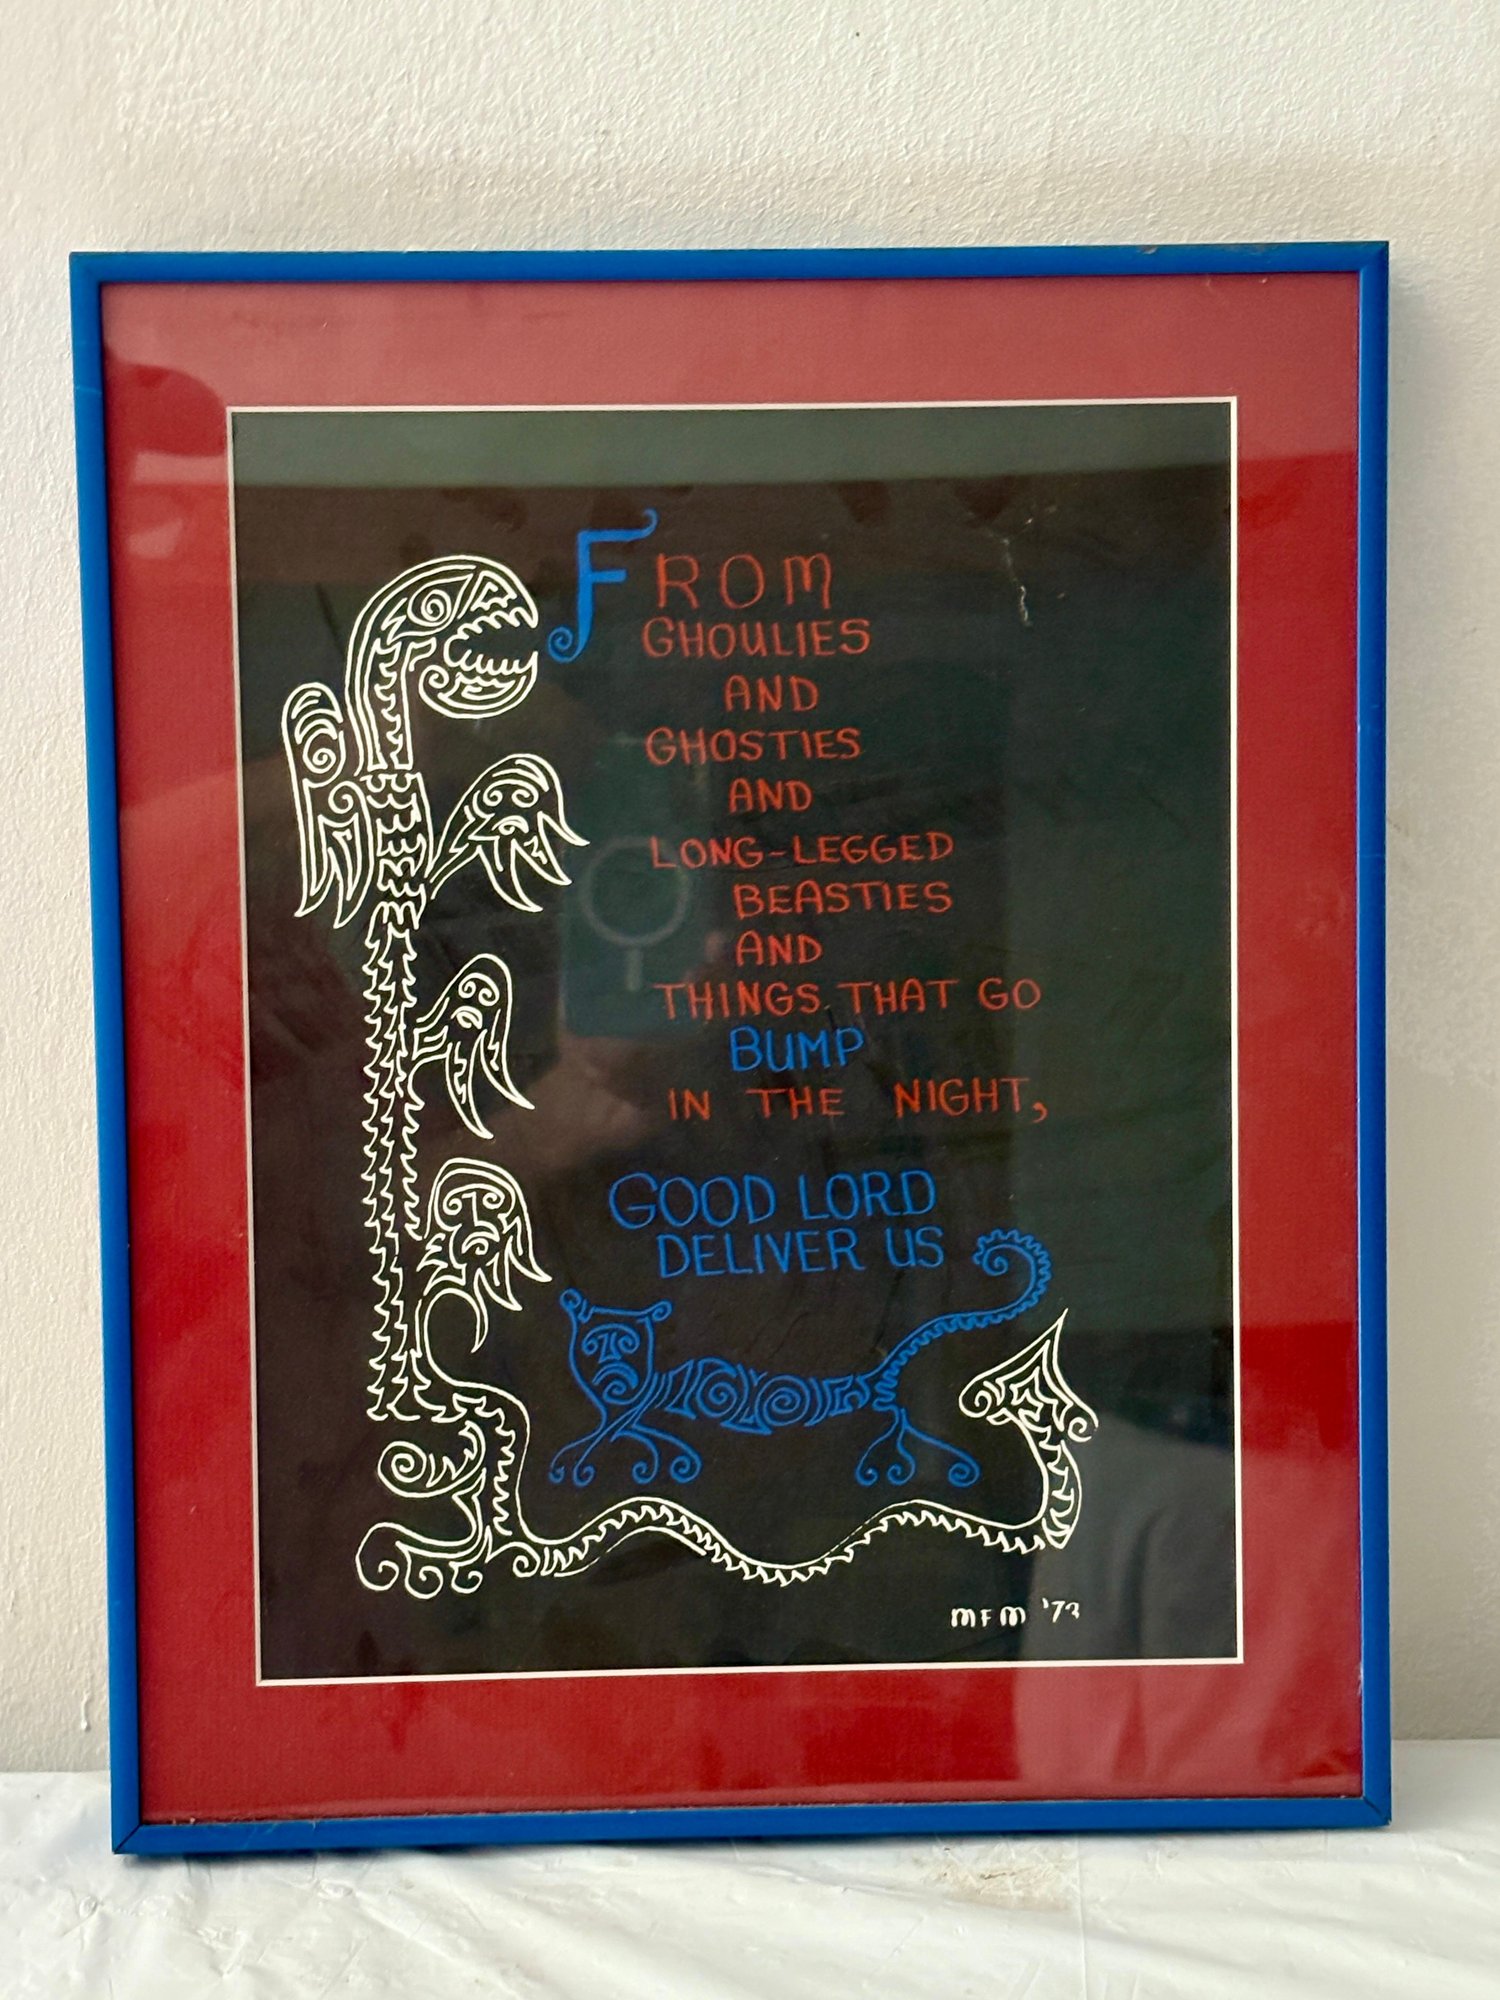 FROM
GHOULIES
AND
GHOSTIES
AND
LONG-LEGGED
BEASTIES
AND
THINGS THAT GO
BUMP
IN THE NIGHT,
GOOD LORD
DELIVER US
MFM '73